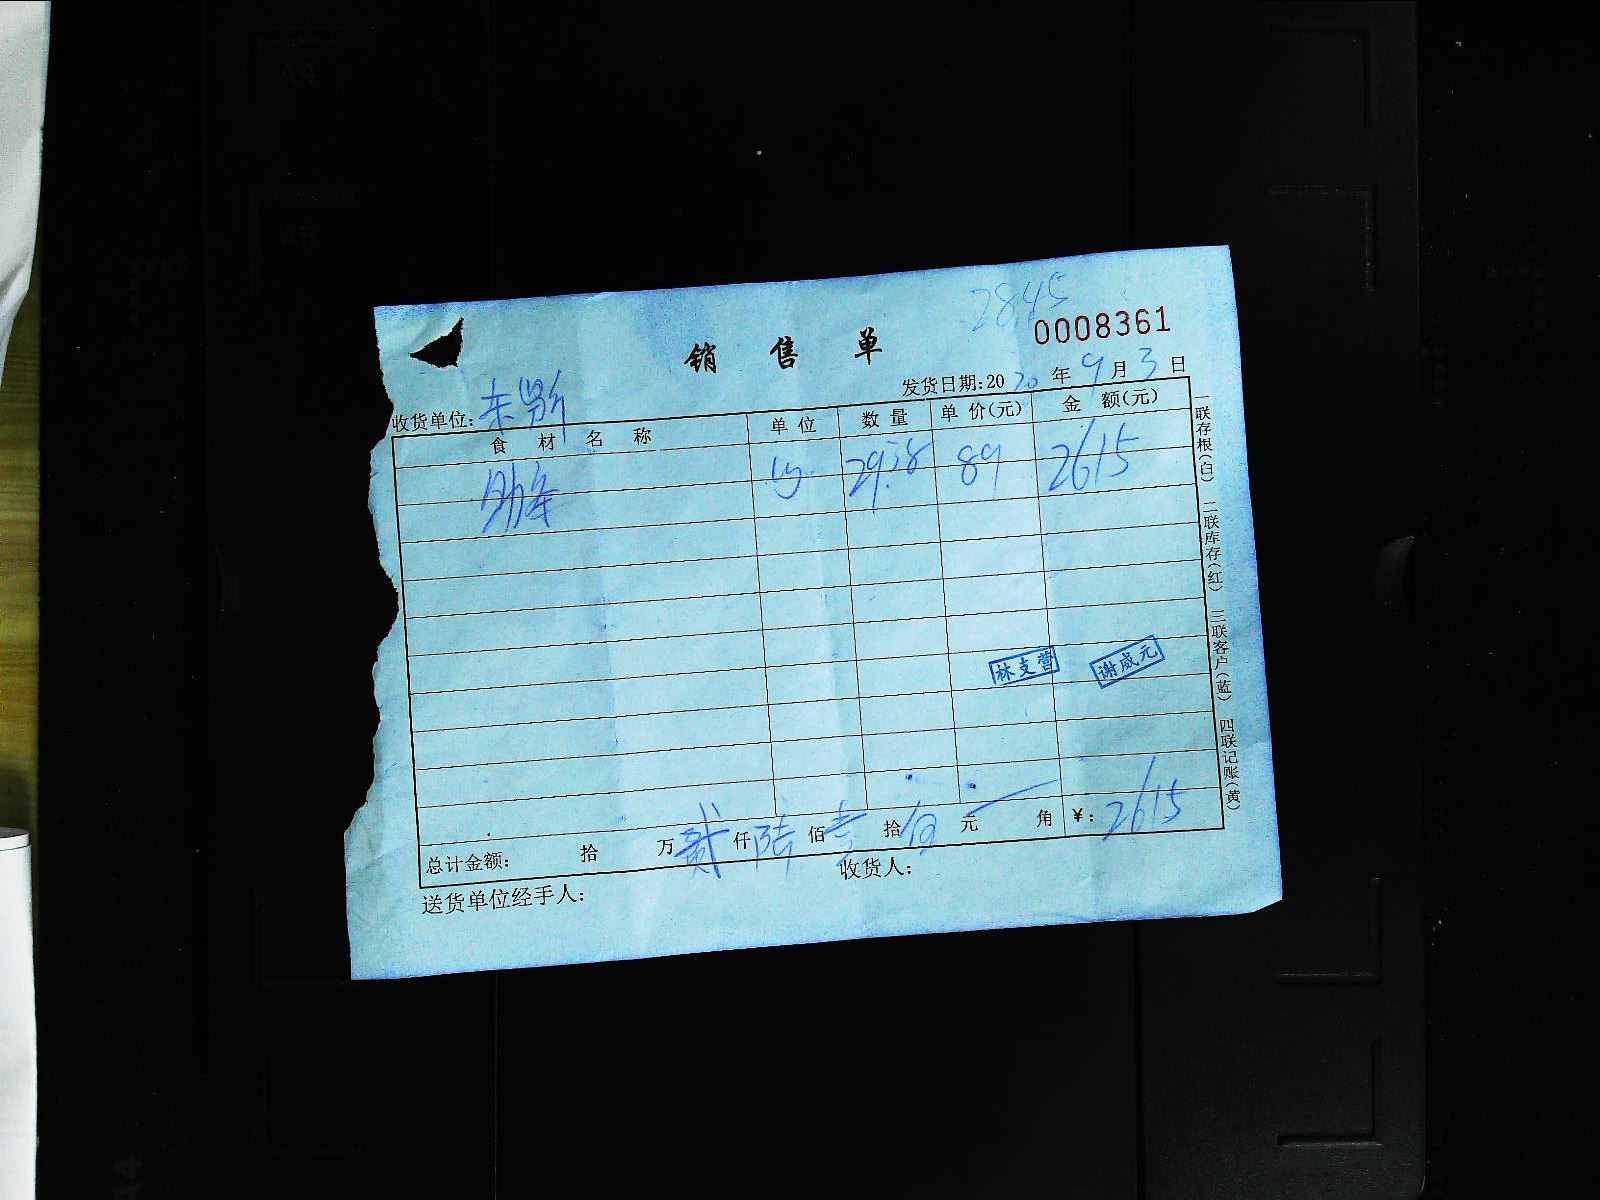 2845
0008361
销售单
发货日期:2020年9月3日
收货单位:
食材名称 单位 数量 单价(元) 金额(元)
29.38 89 2615
林支营 谢威元
总计金额: 拾 万贰仟陆佰壹拾伍元 角 ¥: 2615
送货单位经手人: 收货人:
一联存根(白) 二联库存(红) 三联客户(蓝) 四联记账(黄)
A4
A5